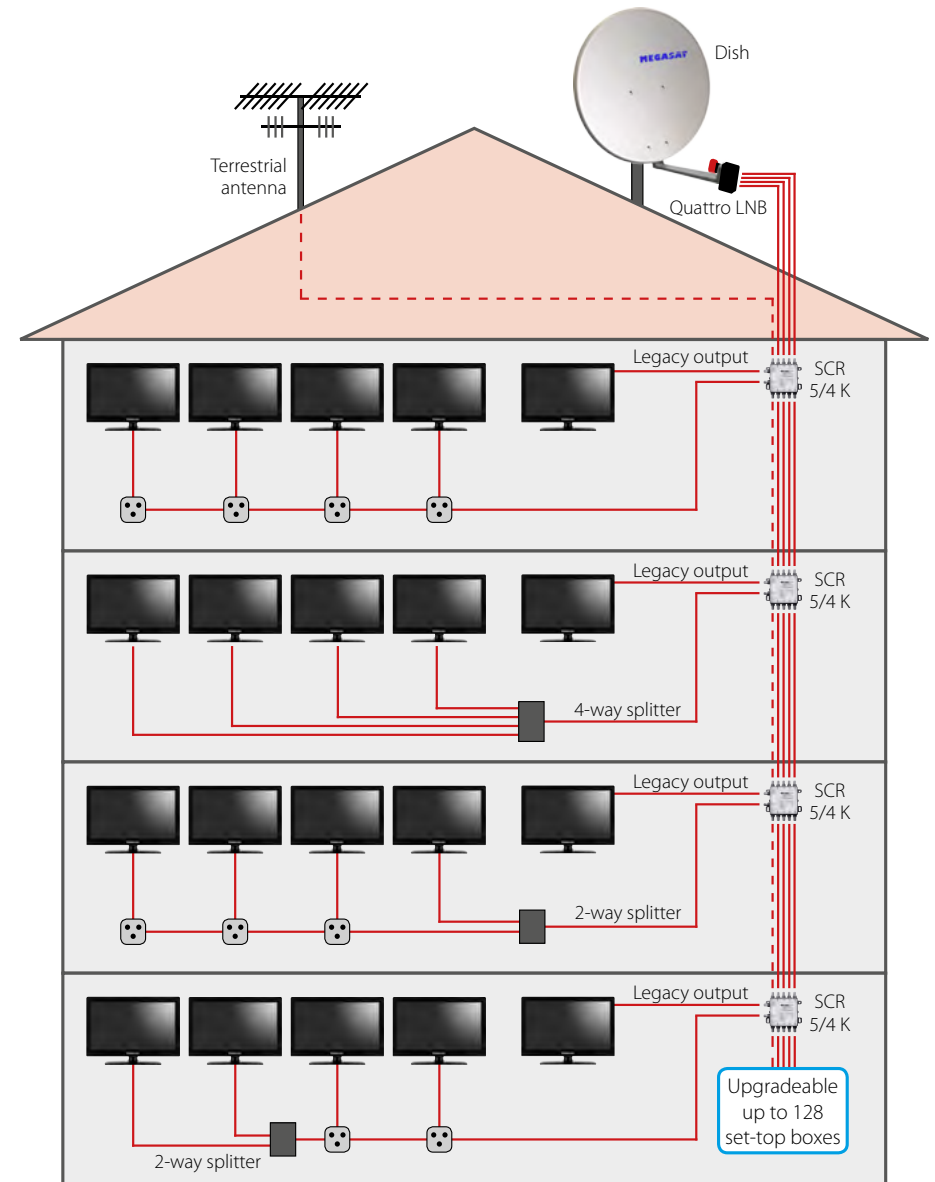 MEGASAT
Dish
Terrestrial
antenna
Quattro LNB
Legacy output
SCR
5/4 K
Legacy output
SCR
5/4 K
4-way splitter
Legacy output
SCR
5/4 K
2-way splitter
Legacy output
SCR
5/4 K
Upgradeable
up to 128
set-top boxes
2-way splitter